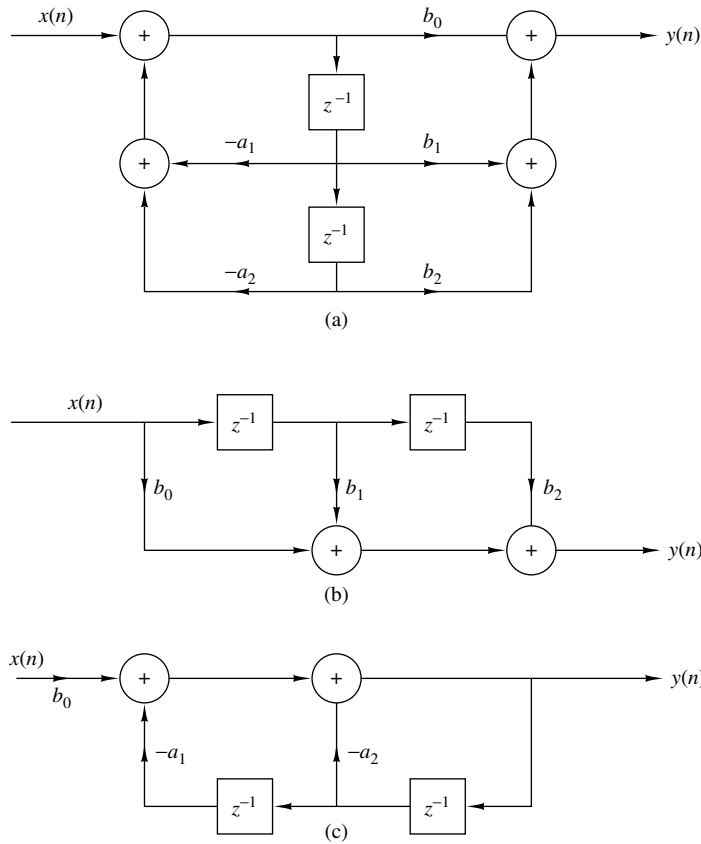 x(n) + b₀ + y(n)
z⁻¹
+ −a₁ b₁ +
z⁻¹
−a₂ b₂
(a)
x(n) z⁻¹ z⁻¹
b₀ b₁ b₂
+ + y(n)
(b)
x(n) + + y(n)
b₀
−a₁ −a₂
z⁻¹ z⁻¹
(c)